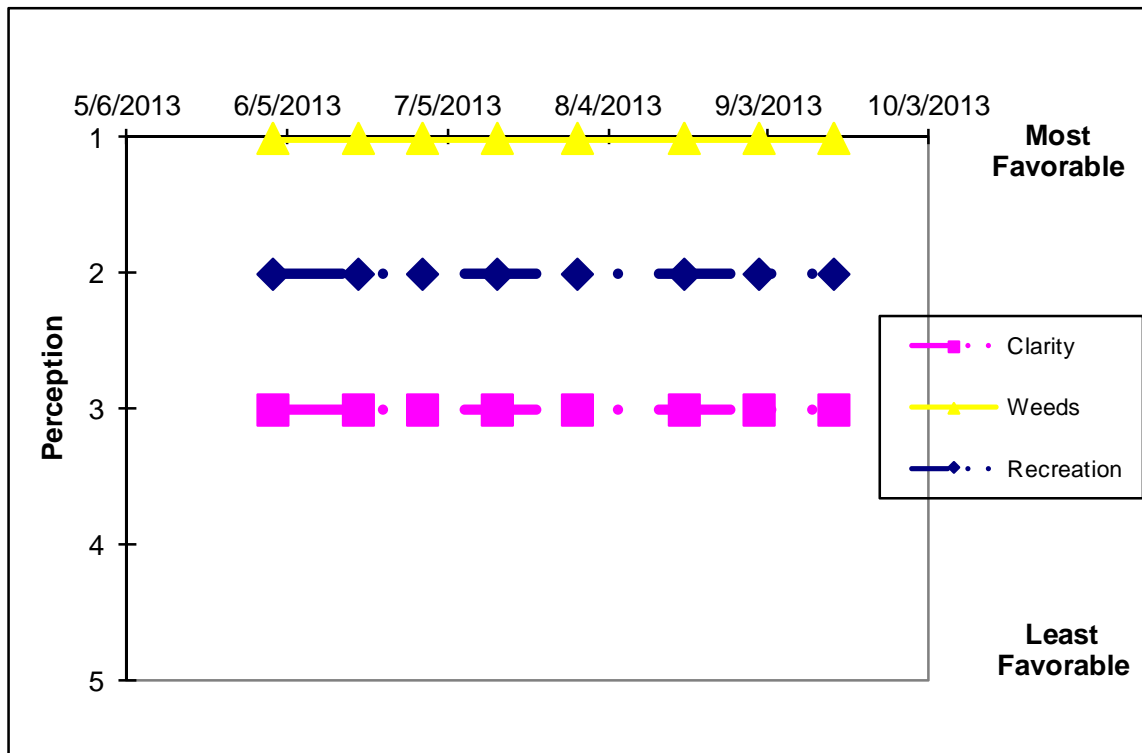 5/6/2013 6/5/2013 7/5/2013 8/4/2013 9/3/2013 10/3/2013
1
Most
Favorable
2
Perception
3
4
5
Clarity
Weeds
Recreation
Least
Favorable